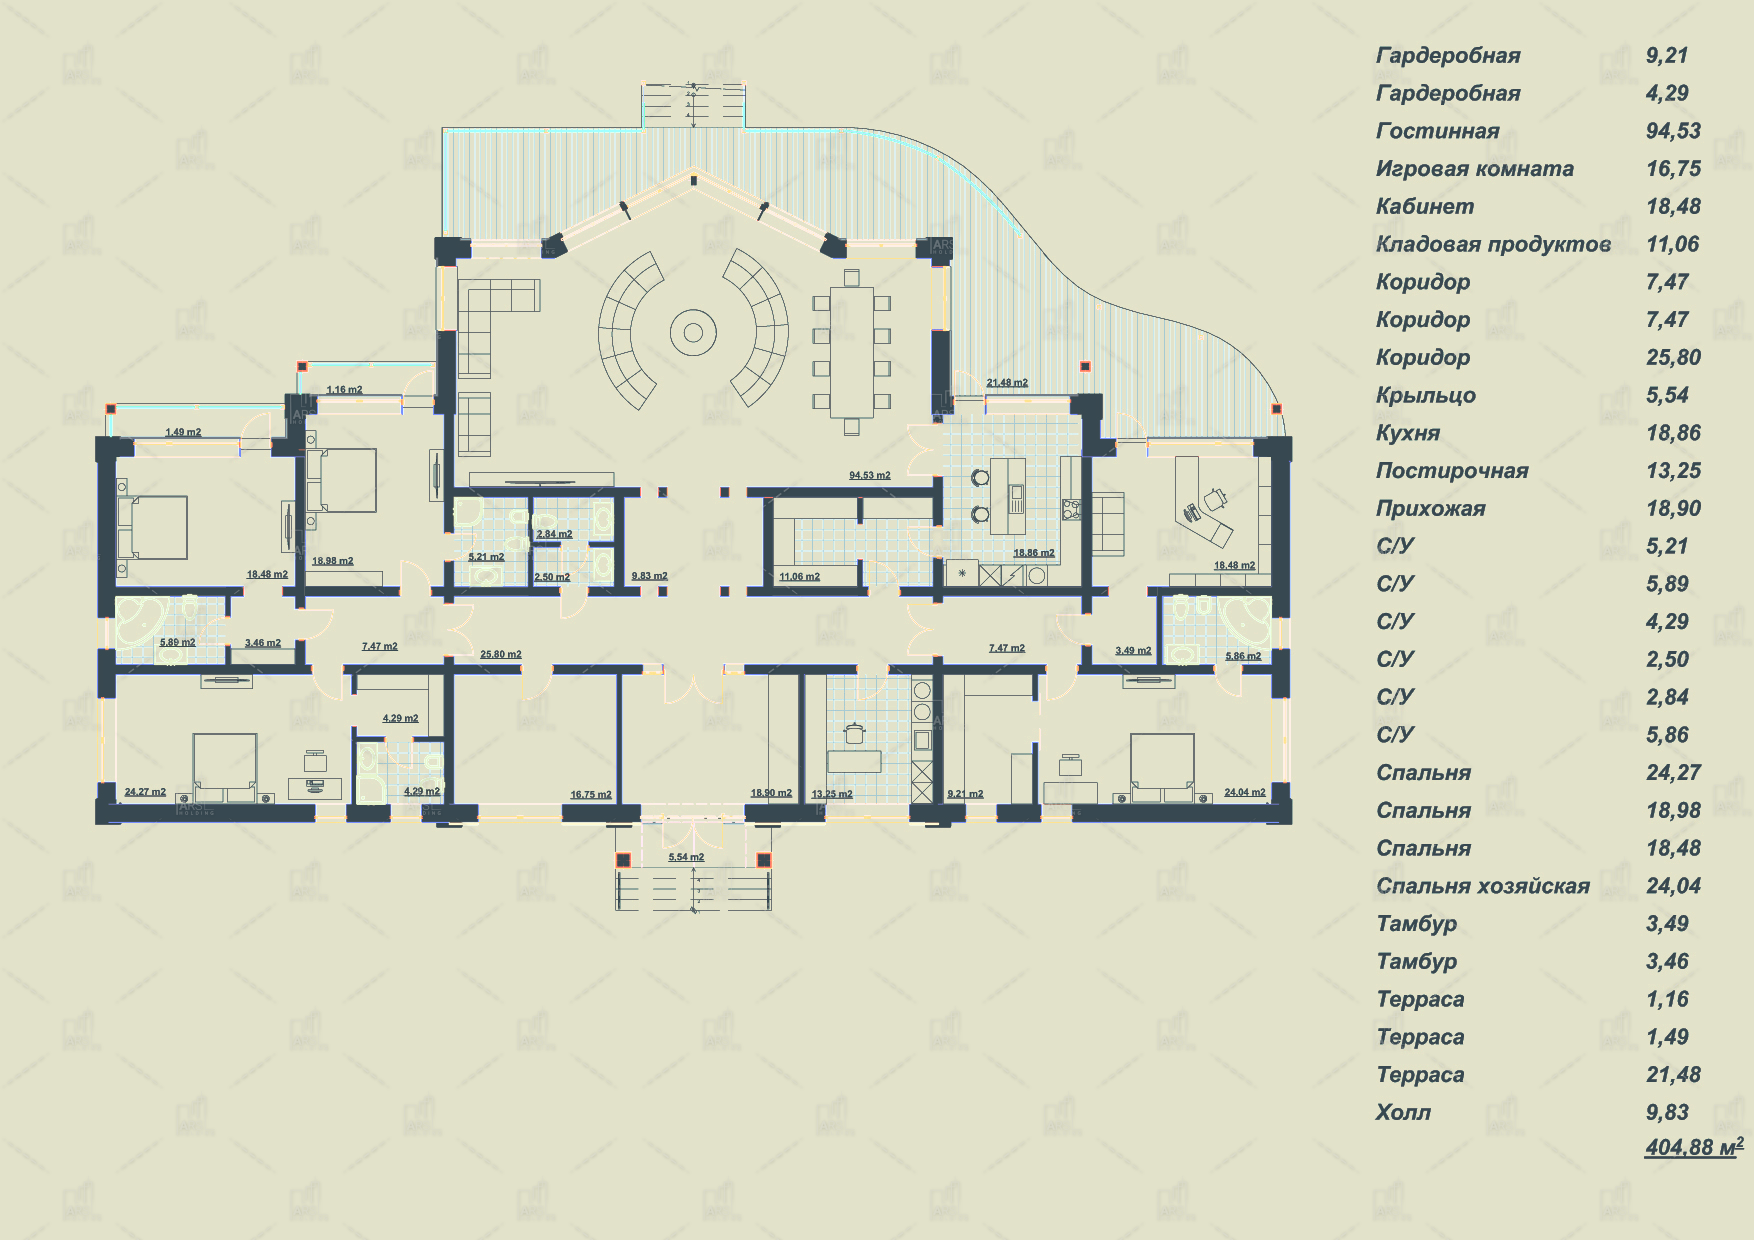 Гардеробная 9,21
Гардеробная 4,29
Гостинная 94,53
Игровая комната 16,75
Кабинет 18,48
Кладовая продуктов 11,06
Коридор 7,47
Коридор 7,47
Коридор 25,80
Крыльцо 5,54
Кухня 18,86
Постирочная 13,25
Прихожая 18,90
С/У 5,21
С/У 5,89
С/У 4,29
С/У 2,50
С/У 2,84
С/У 5,86
Спальня 24,27
Спальня 18,98
Спальня 18,48
Спальня хозяйская 24,04
Тамбур 3,49
Тамбур 3,46
Терраса 1,16
Терраса 1,49
Терраса 21,48
Холл 9,83
404,88 м²
1.16 m2
21.48 m2
1.49 m2
94.53 m2
2.84 m2
5.21 m2
18.86 m2
18.98 m2
18.48 m2
2.50 m2
9.83 m2
11.06 m2
18.48 m2
5.89 m2
3.46 m2
7.47 m2
25.80 m2
7.47 m2
3.49 m2
5.86 m2
4.29 m2
24.27 m2
4.29 m2
16.75 m2
18.90 m2
13.25 m2
9.21 m2
24.04 m2
5.54 m2